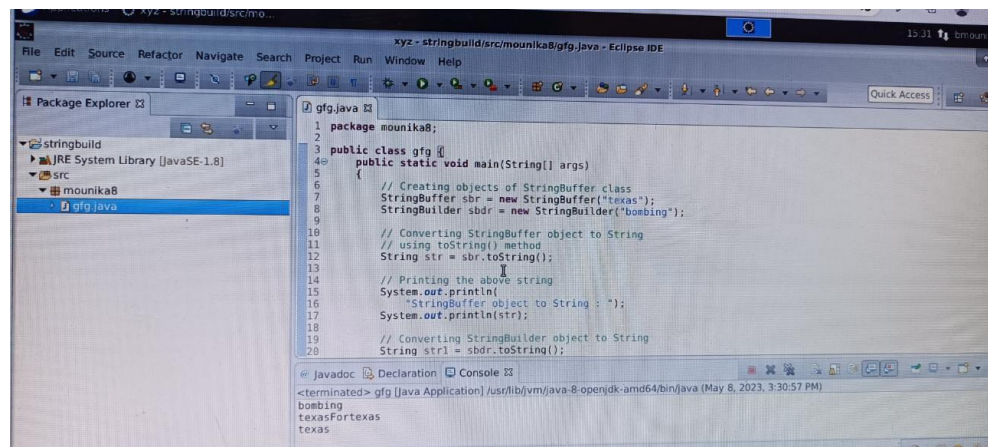 xyz - stringbuild/src/mo...
15:31 bmouni
xyz - stringbuild/src/mounika8/gfg.java - Eclipse IDE
File Edit Source Refactor Navigate Search Project Run Window Help
Quick Access
Package Explorer
stringbuild
JRE System Library [JavaSE-1.8]
src
mounika8
gfg.java
gfg.java
1 package mounika8;
2
3 public class gfg {
4 public static void main(String[] args)
5 {
6 // Creating objects of StringBuffer class
7 StringBuffer sbr = new StringBuffer("texas");
8 StringBuilder sbdr = new StringBuilder("bombing");
9
10 // Converting StringBuffer object to String
11 // using toString() method
12 String str = sbr.toString();
13
14 // Printing the above string
15 System.out.println(
16 "StringBuffer object to String : ");
17 System.out.println(str);
18
19 // Converting StringBuilder object to String
20 String str1 = sbdr.toString();
Javadoc Declaration Console
<terminated> gfg [Java Application] /usr/lib/jvm/java-8-openjdk-amd64/bin/java (May 8, 2023, 3:30:57 PM)
bombing
texasFortexas
texas